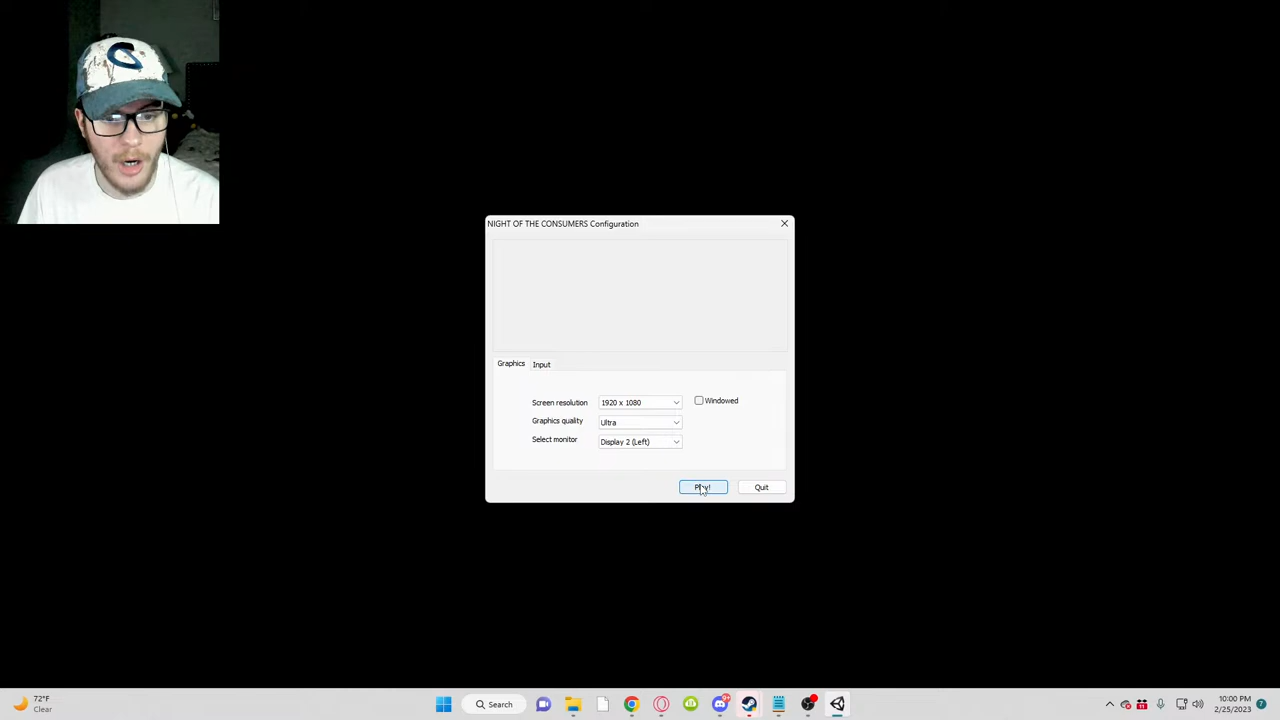 NIGHT OF THE CONSUMERS Configuration
Graphics
Input
Screen resolution
1920 x 1080
Windowed
Graphics quality
Ultra
Select monitor
Display 2 (Left)
Play!
Quit
72°F
Clear
Search
10:00 PM
2/25/2023